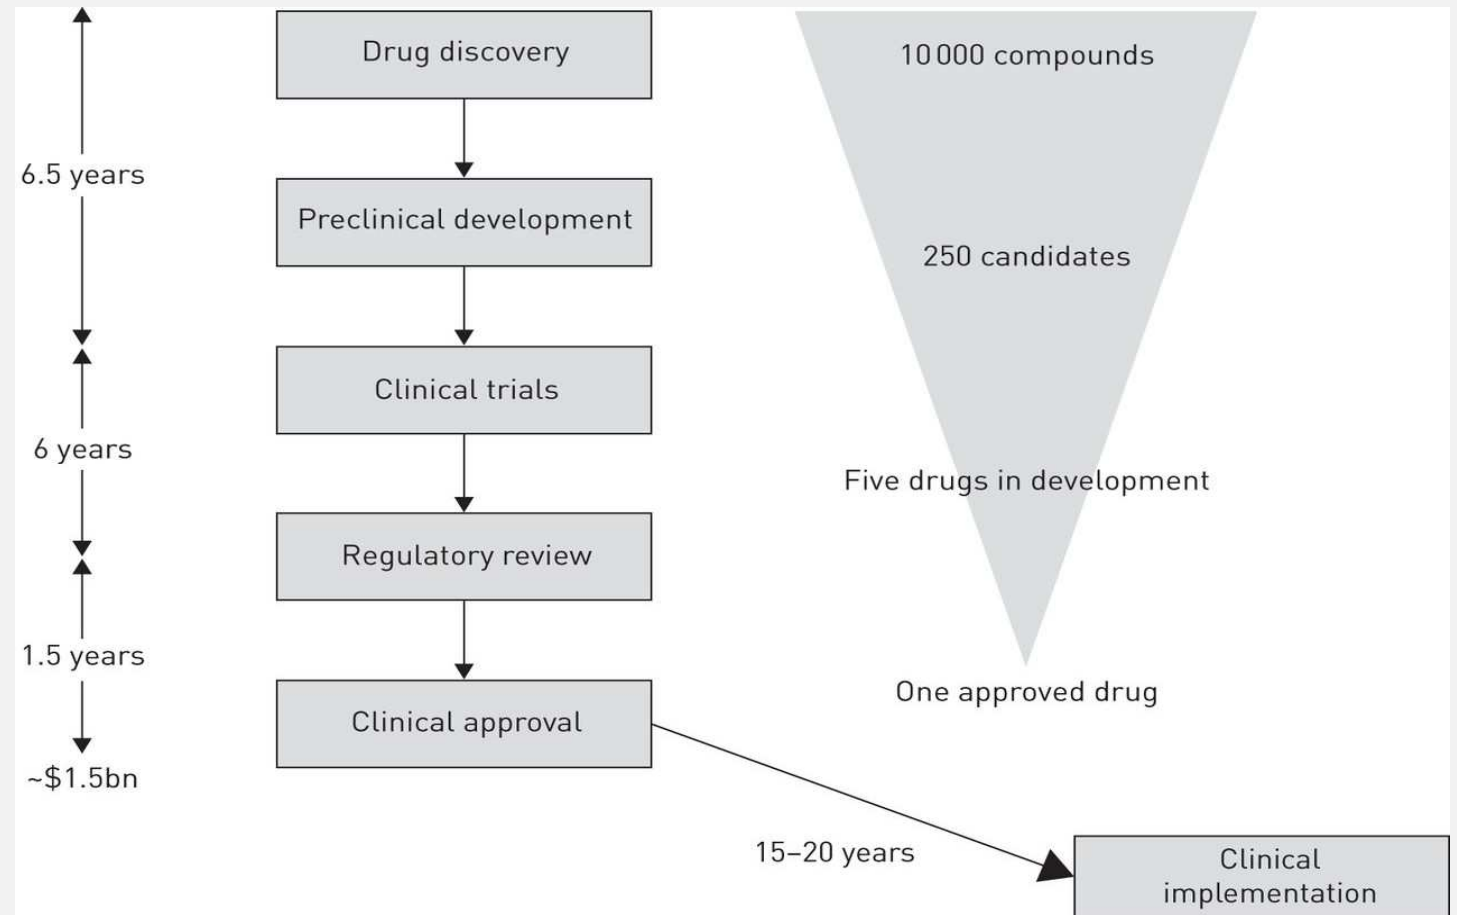 Drug discovery
10 000 compounds
6.5 years
Preclinical development
250 candidates
Clinical trials
6 years
Five drugs in development
Regulatory review
1.5 years
One approved drug
Clinical approval
~$1.5bn
15–20 years
Clinical
implementation